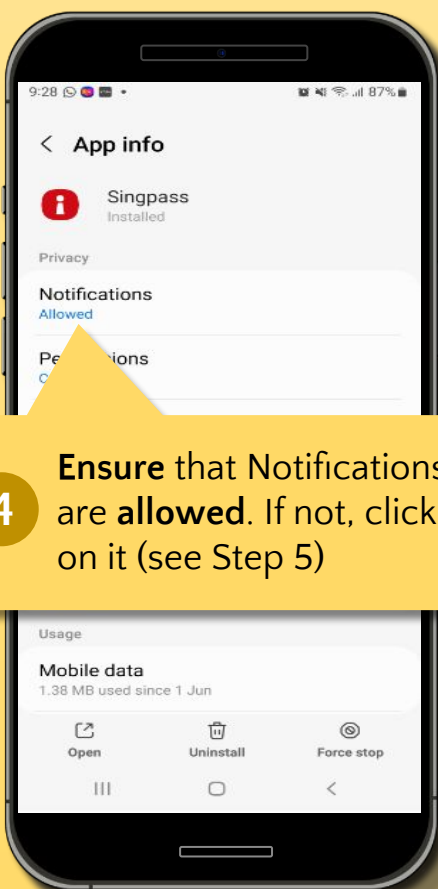 9:28
87%
App info
Singpass
Installed
Privacy
Notifications
Allowed
4
Ensure that Notifications
are allowed. If not, click
on it (see Step 5)
Usage
Mobile data
1.38 MB used since 1 Jun
Open Uninstall Force stop